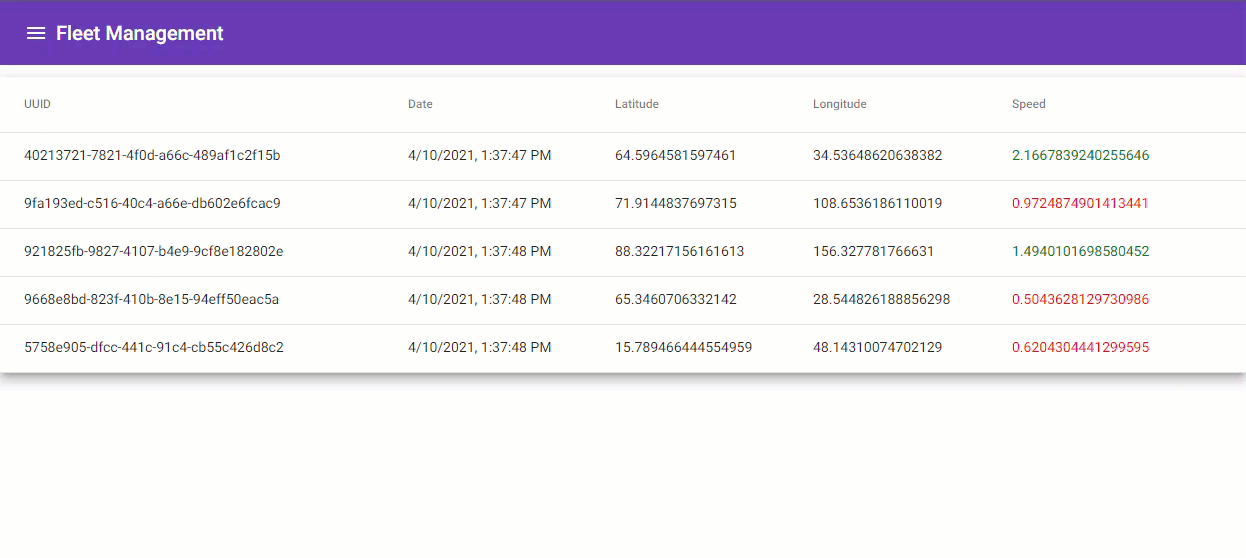 Fleet Management
UUID Date Latitude Longitude Speed
40213721-7821-4f0d-a66c-489af1c2f15b 4/10/2021, 1:37:47 PM 64.5964581597461 34.53648620638382 2.1667839240255646
9fa193ed-c516-40c4-a66e-db602e6fcac9 4/10/2021, 1:37:47 PM 71.9144837697315 108.6536186110019 0.9724874901413441
921825fb-9827-4107-b4e9-9cf8e182802e 4/10/2021, 1:37:48 PM 88.32217156161613 156.327781766631 1.4940101698580452
9668e8bd-823f-410b-8e15-94eff50eac5a 4/10/2021, 1:37:48 PM 65.3460706332142 28.544826188856298 0.5043628129730986
5758e905-dfcc-441c-91c4-cb55c426d8c2 4/10/2021, 1:37:48 PM 15.789466444554959 48.14310074702129 0.6204304441299595